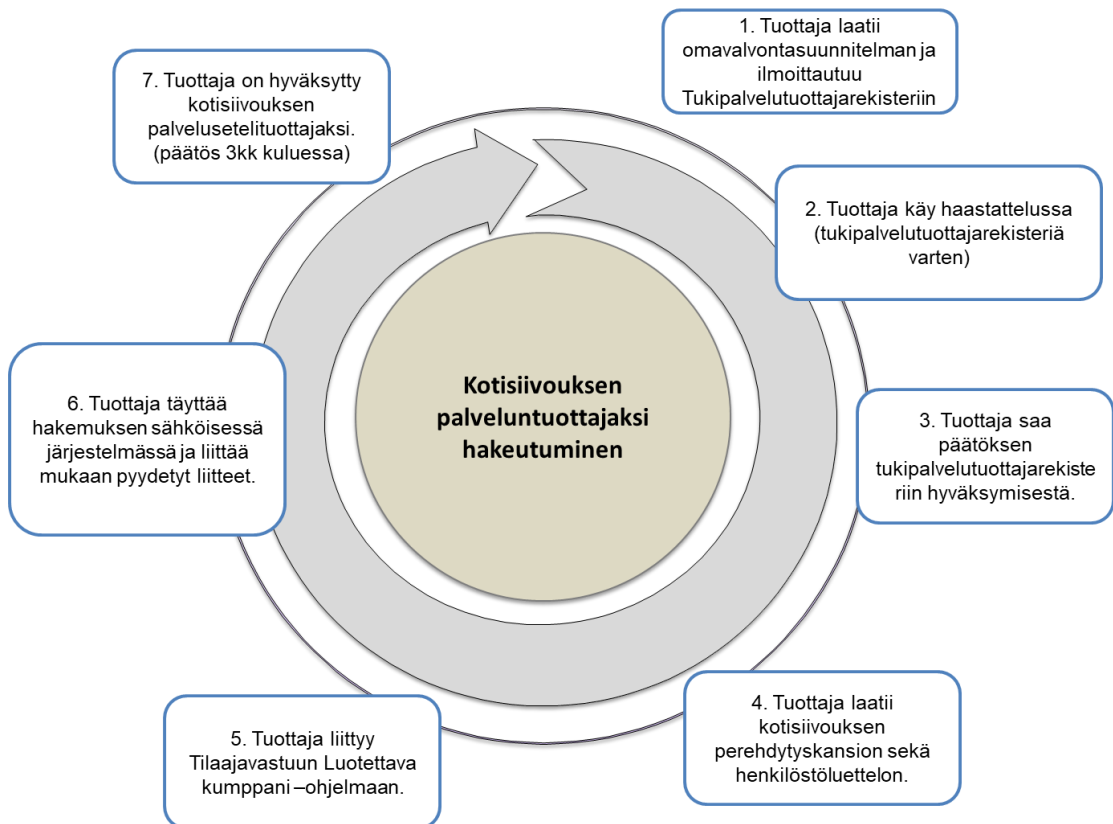 1. Tuottaja laatii
omavalvontasuunnitelman ja
ilmoittautuu
Tukipalvelutuottajarekisteriin
2. Tuottaja käy haastattelussa
(tukipalvelutuottajarekisteriä
varten)
3. Tuottaja saa
päätöksen
tukipalvelutuottajarekiste
riin hyväksymisestä.
4. Tuottaja laatii
kotisiivouksen
perehdytyskansion sekä
henkilöstöluettelon.
5. Tuottaja liittyy
Tilaajavastuun Luotettava
kumppani –ohjelmaan.
6. Tuottaja täyttää
hakemuksen sähköisessä
järjestelmässä ja liittää
mukaan pyydetyt liitteet.
7. Tuottaja on hyväksytty
kotisiivouksen
palvelusetelituottajaksi.
(päätös 3kk kuluessa)
Kotisiivouksen
palveluntuottajaksi
hakeutuminen